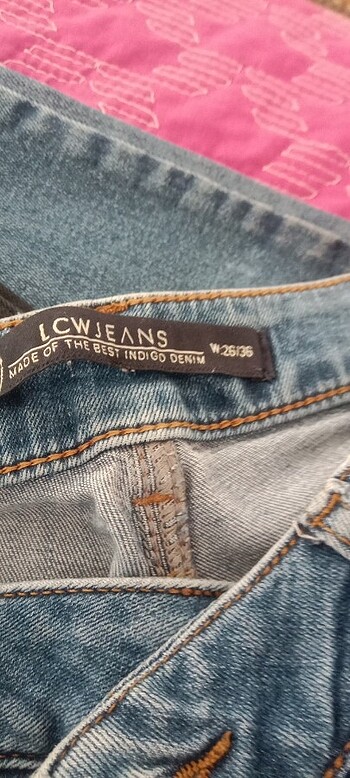 LCWJEANS
MADE OF THE BEST INDIGO DENIM
W:26/36